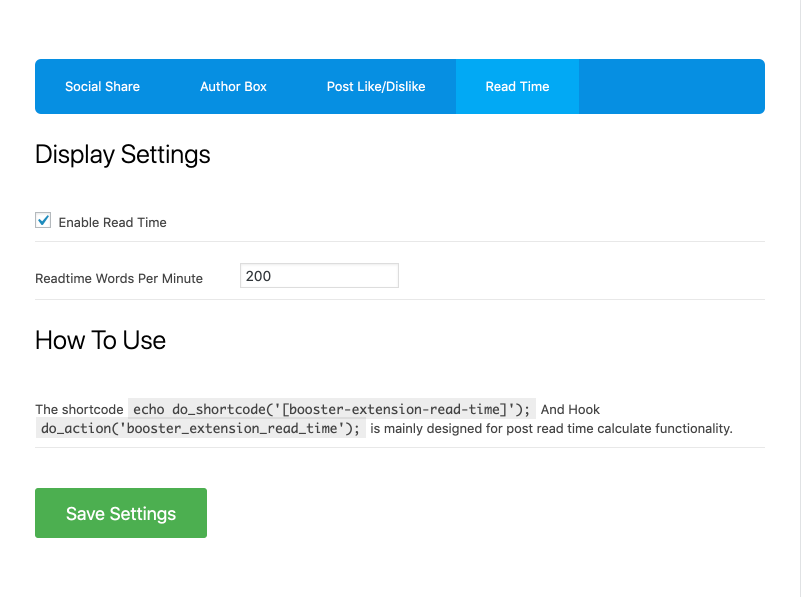 Social Share Author Box Post Like/Dislike Read Time
Display Settings
Enable Read Time
Readtime Words Per Minute 200
How To Use
The shortcode echo do_shortcode('[booster-extension-read-time]'); And Hook
do_action('booster_extension_read_time'); is mainly designed for post read time calculate functionality.
Save Settings